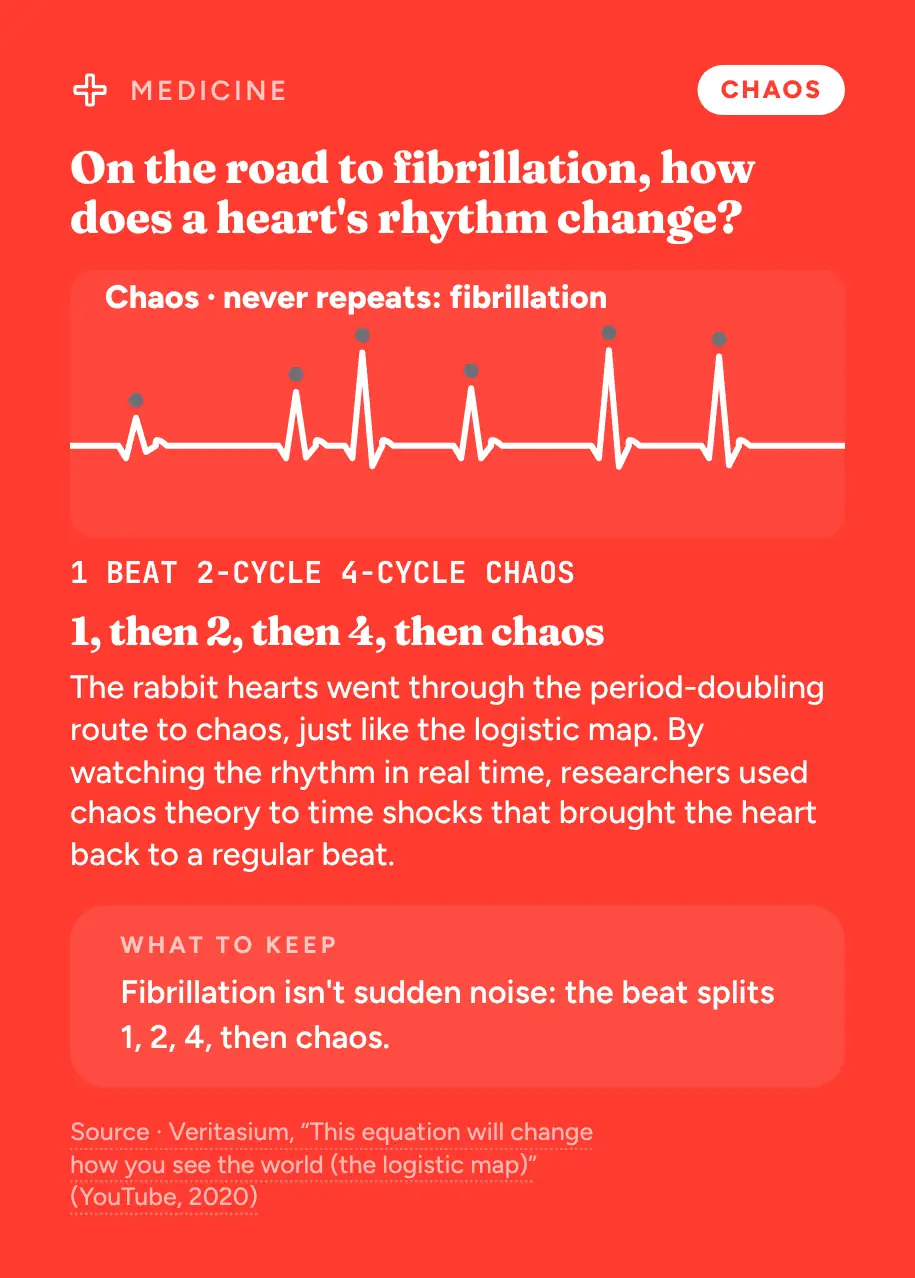 MEDICINE
CHAOS
On the road to fibrillation, how
does a heart's rhythm change?
Chaos · never repeats: fibrillation
1 BEAT 2-CYCLE 4-CYCLE CHAOS
1, then 2, then 4, then chaos
The rabbit hearts went through the period-doubling
route to chaos, just like the logistic map. By
watching the rhythm in real time, researchers used
chaos theory to time shocks that brought the heart
back to a regular beat.
WHAT TO KEEP
Fibrillation isn't sudden noise: the beat splits
1, 2, 4, then chaos.
Source · Veritasium, “This equation will change
how you see the world (the logistic map)”
(YouTube, 2020)